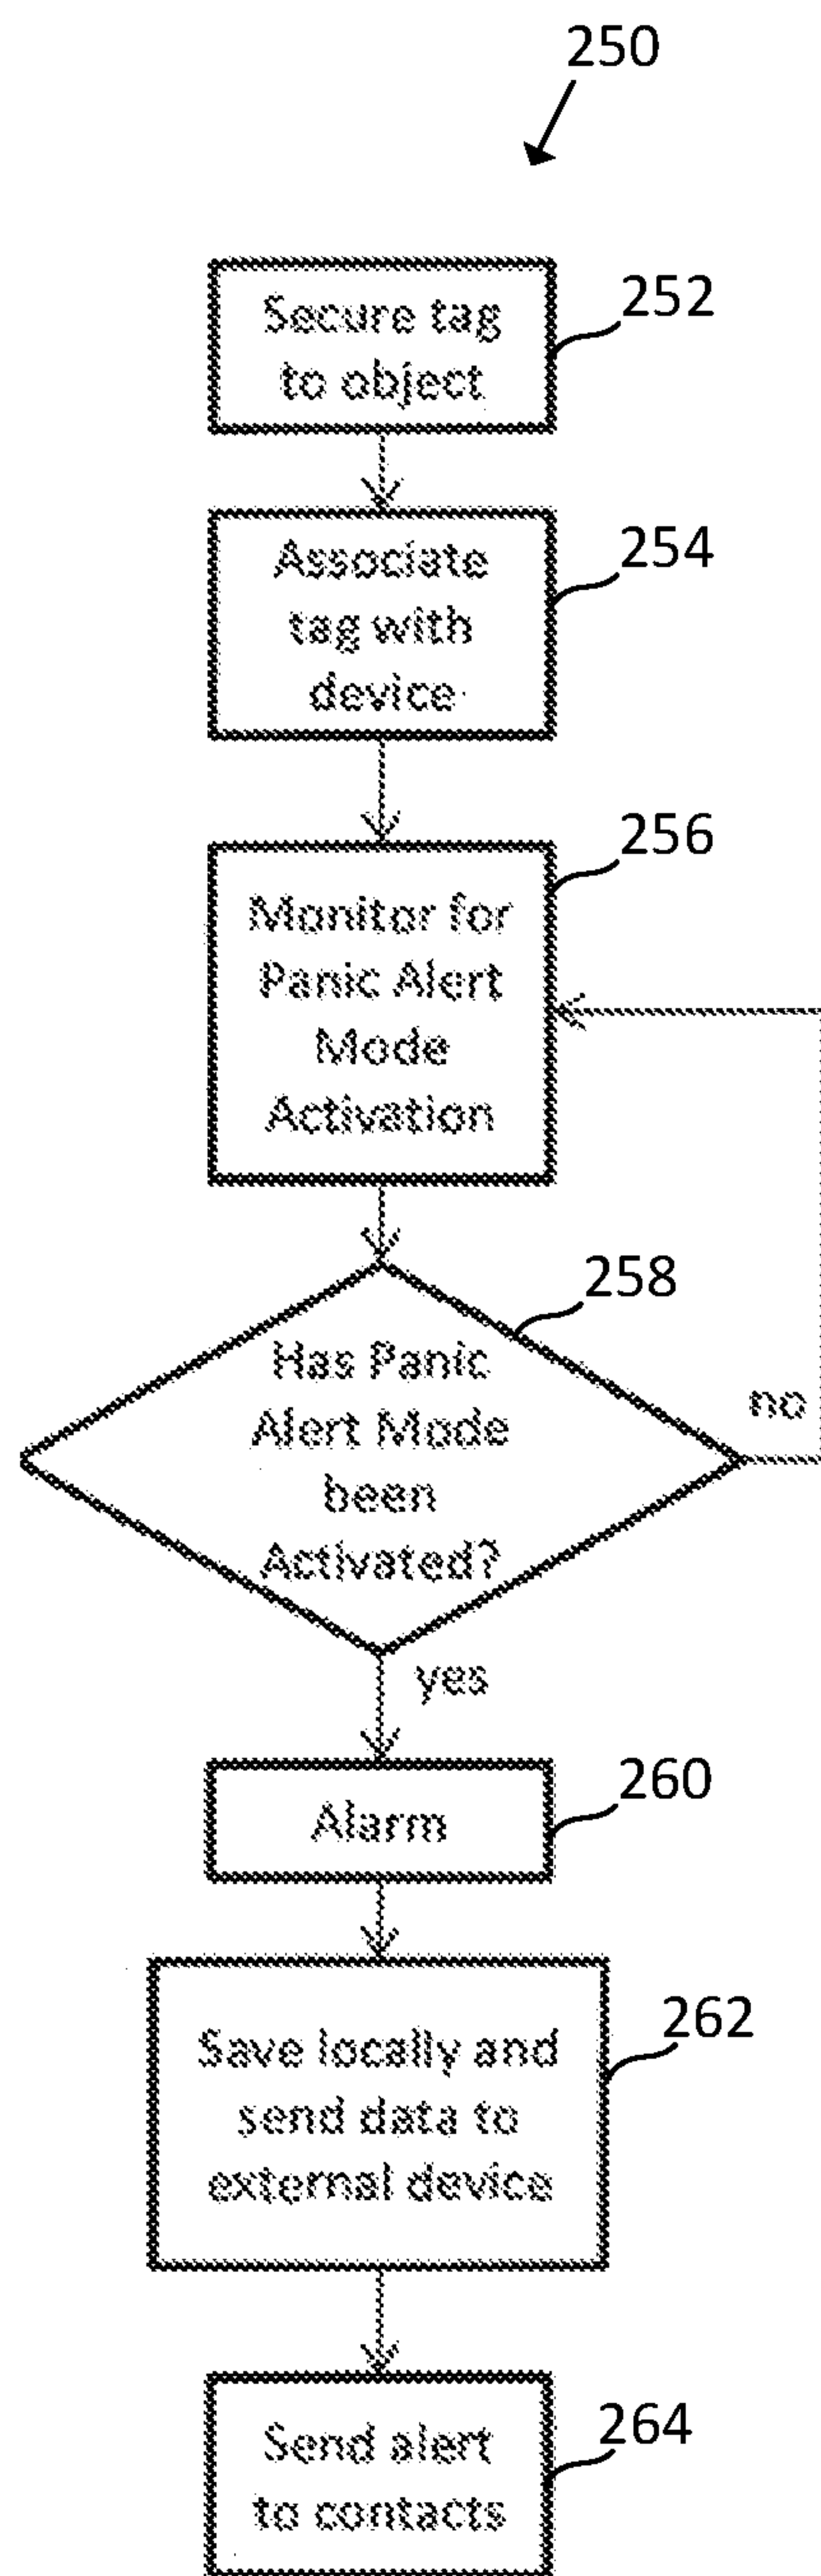 250
Secure tag
to object
252
Associate
tag with
device
254
Monitor for
Panic Alert
Mode
Activation
256
Has Panic
Alert Mode
been
Activated?
258
no
yes
Alarm
260
Save locally and
send data to
external device
262
Send alert
to contacts
264